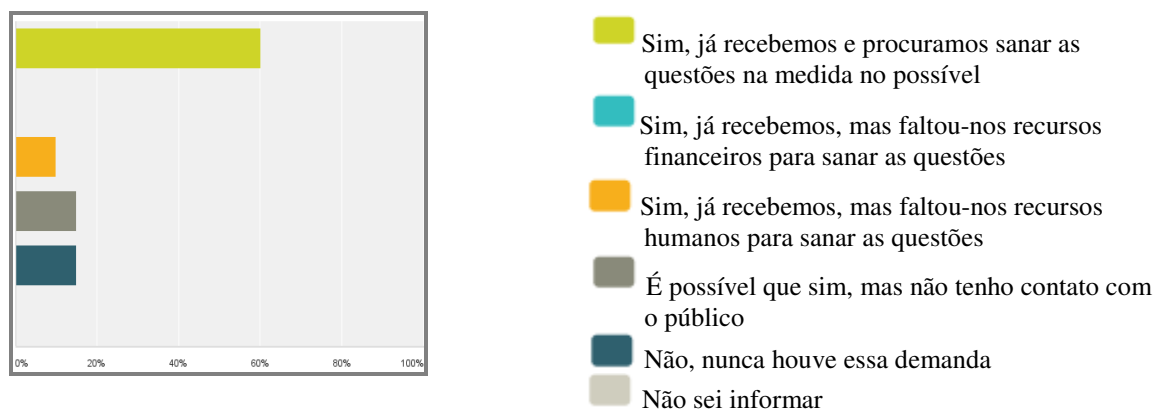 Sim, já recebemos e procuramos sanar as
questões na medida no possível
Sim, já recebemos, mas faltou-nos recursos
financeiros para sanar as questões
Sim, já recebemos, mas faltou-nos recursos
humanos para sanar as questões
É possível que sim, mas não tenho contato com
o público
Não, nunca houve essa demanda
Não sei informar
0% 20% 40% 60% 80% 100%